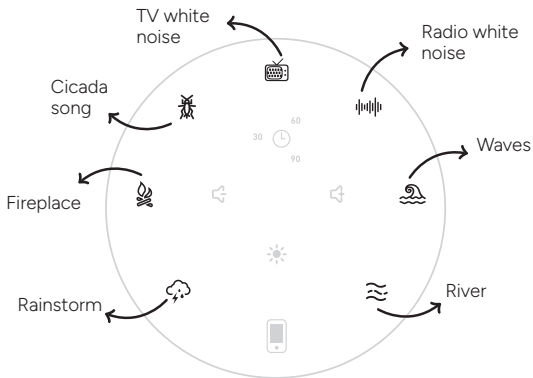 TV white
noise
Radio white
noise
Cicada
song
60
30
90
Waves
Fireplace
Rainstorm
River